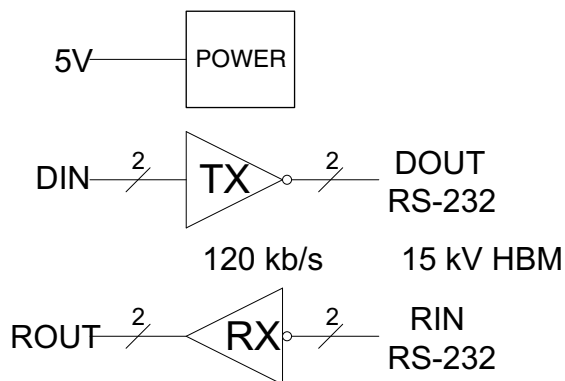 5V POWER
2 2
DIN TX DOUT
RS-232
120 kb/s 15 kV HBM
2 2
ROUT RX RIN
RS-232